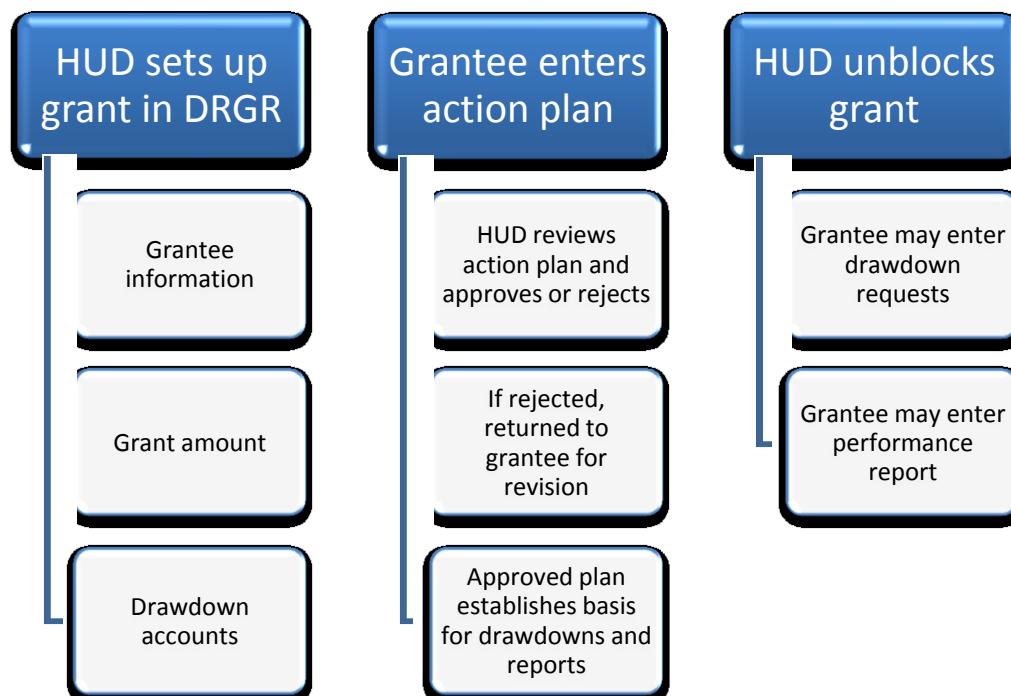 HUD sets up
grant in DRGR
Grantee
information
Grant amount
Drawdown
accounts
Grantee enters
action plan
HUD reviews
action plan and
approves or rejects
If rejected,
returned to
grantee for
revision
Approved plan
establishes basis
for drawdowns and
reports
HUD unblocks
grant
Grantee may enter
drawdown
requests
Grantee may enter
performance
report